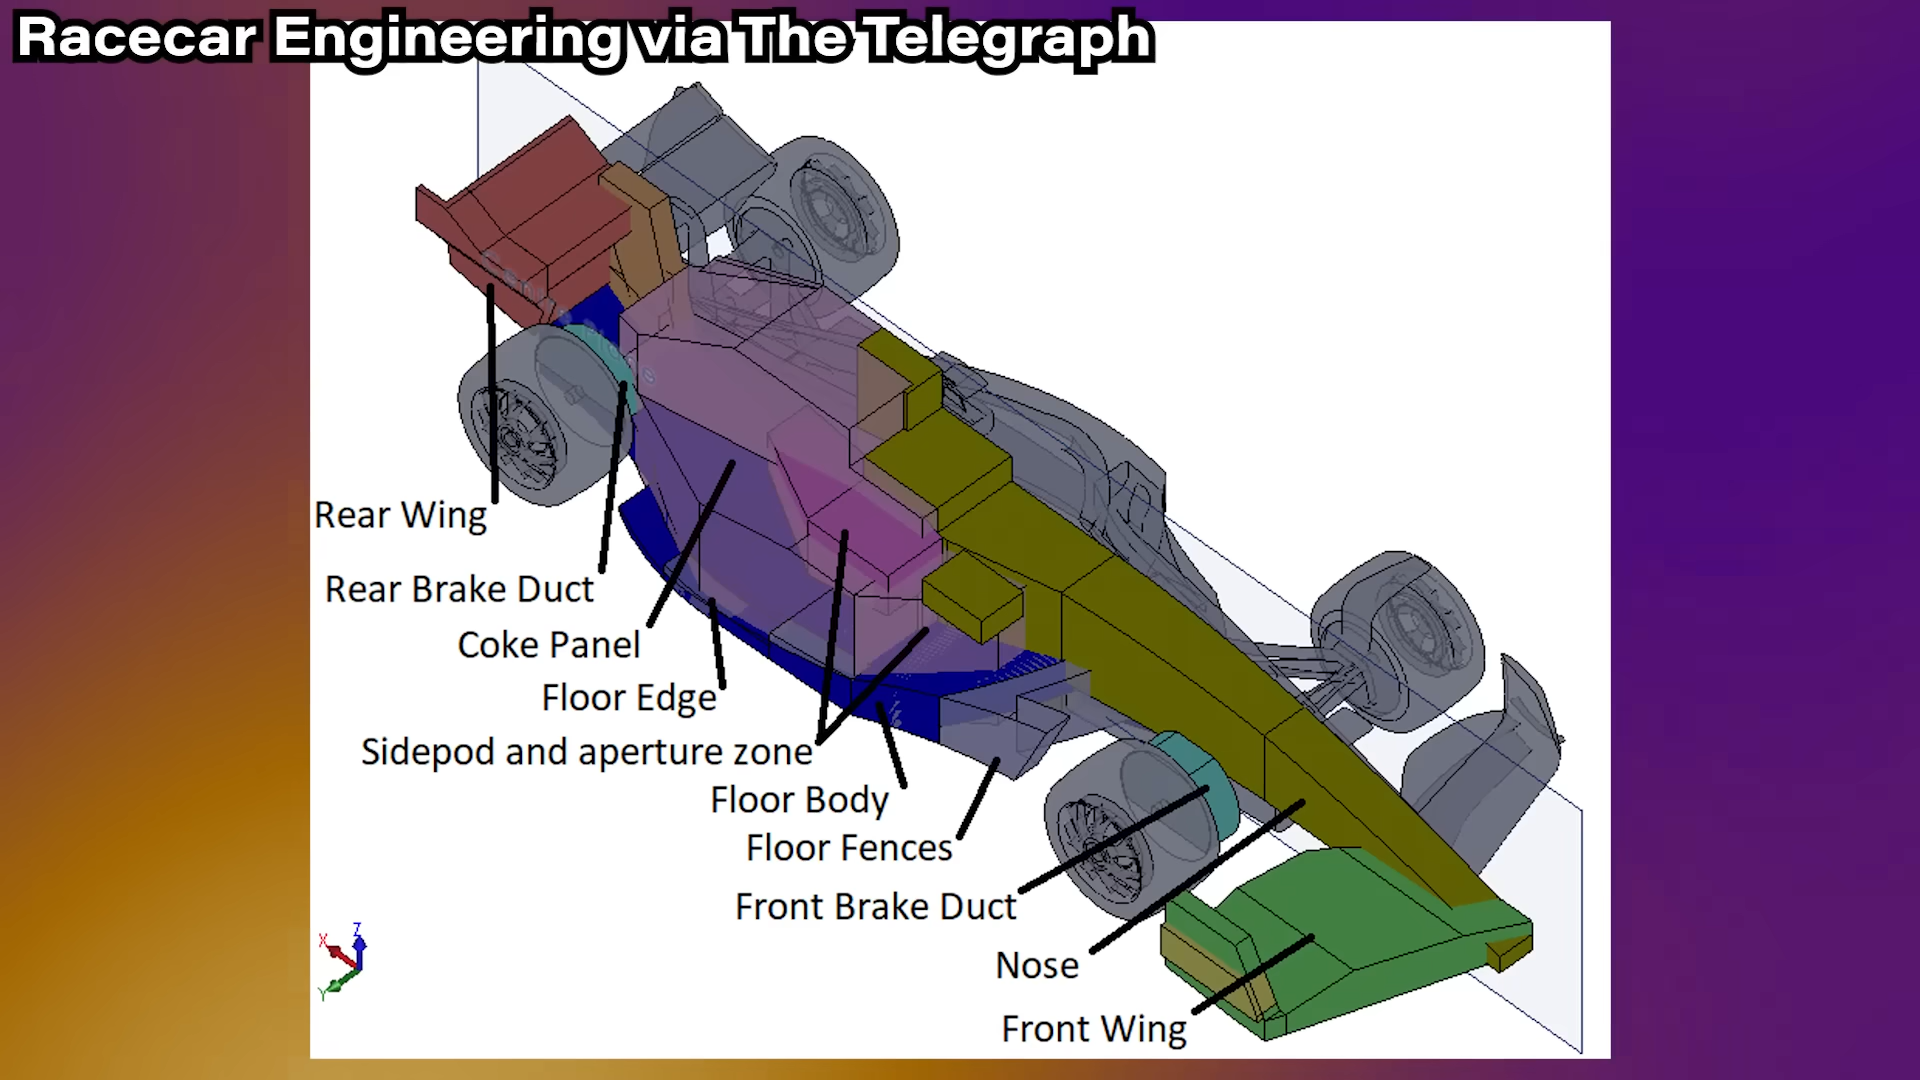 Racecar Engineering via The Telegraph
Rear Wing
Rear Brake Duct
Coke Panel
Floor Edge
Sidepod and aperture zone
Floor Body
Floor Fences
Front Brake Duct
Nose
Front Wing
X
Z
Y